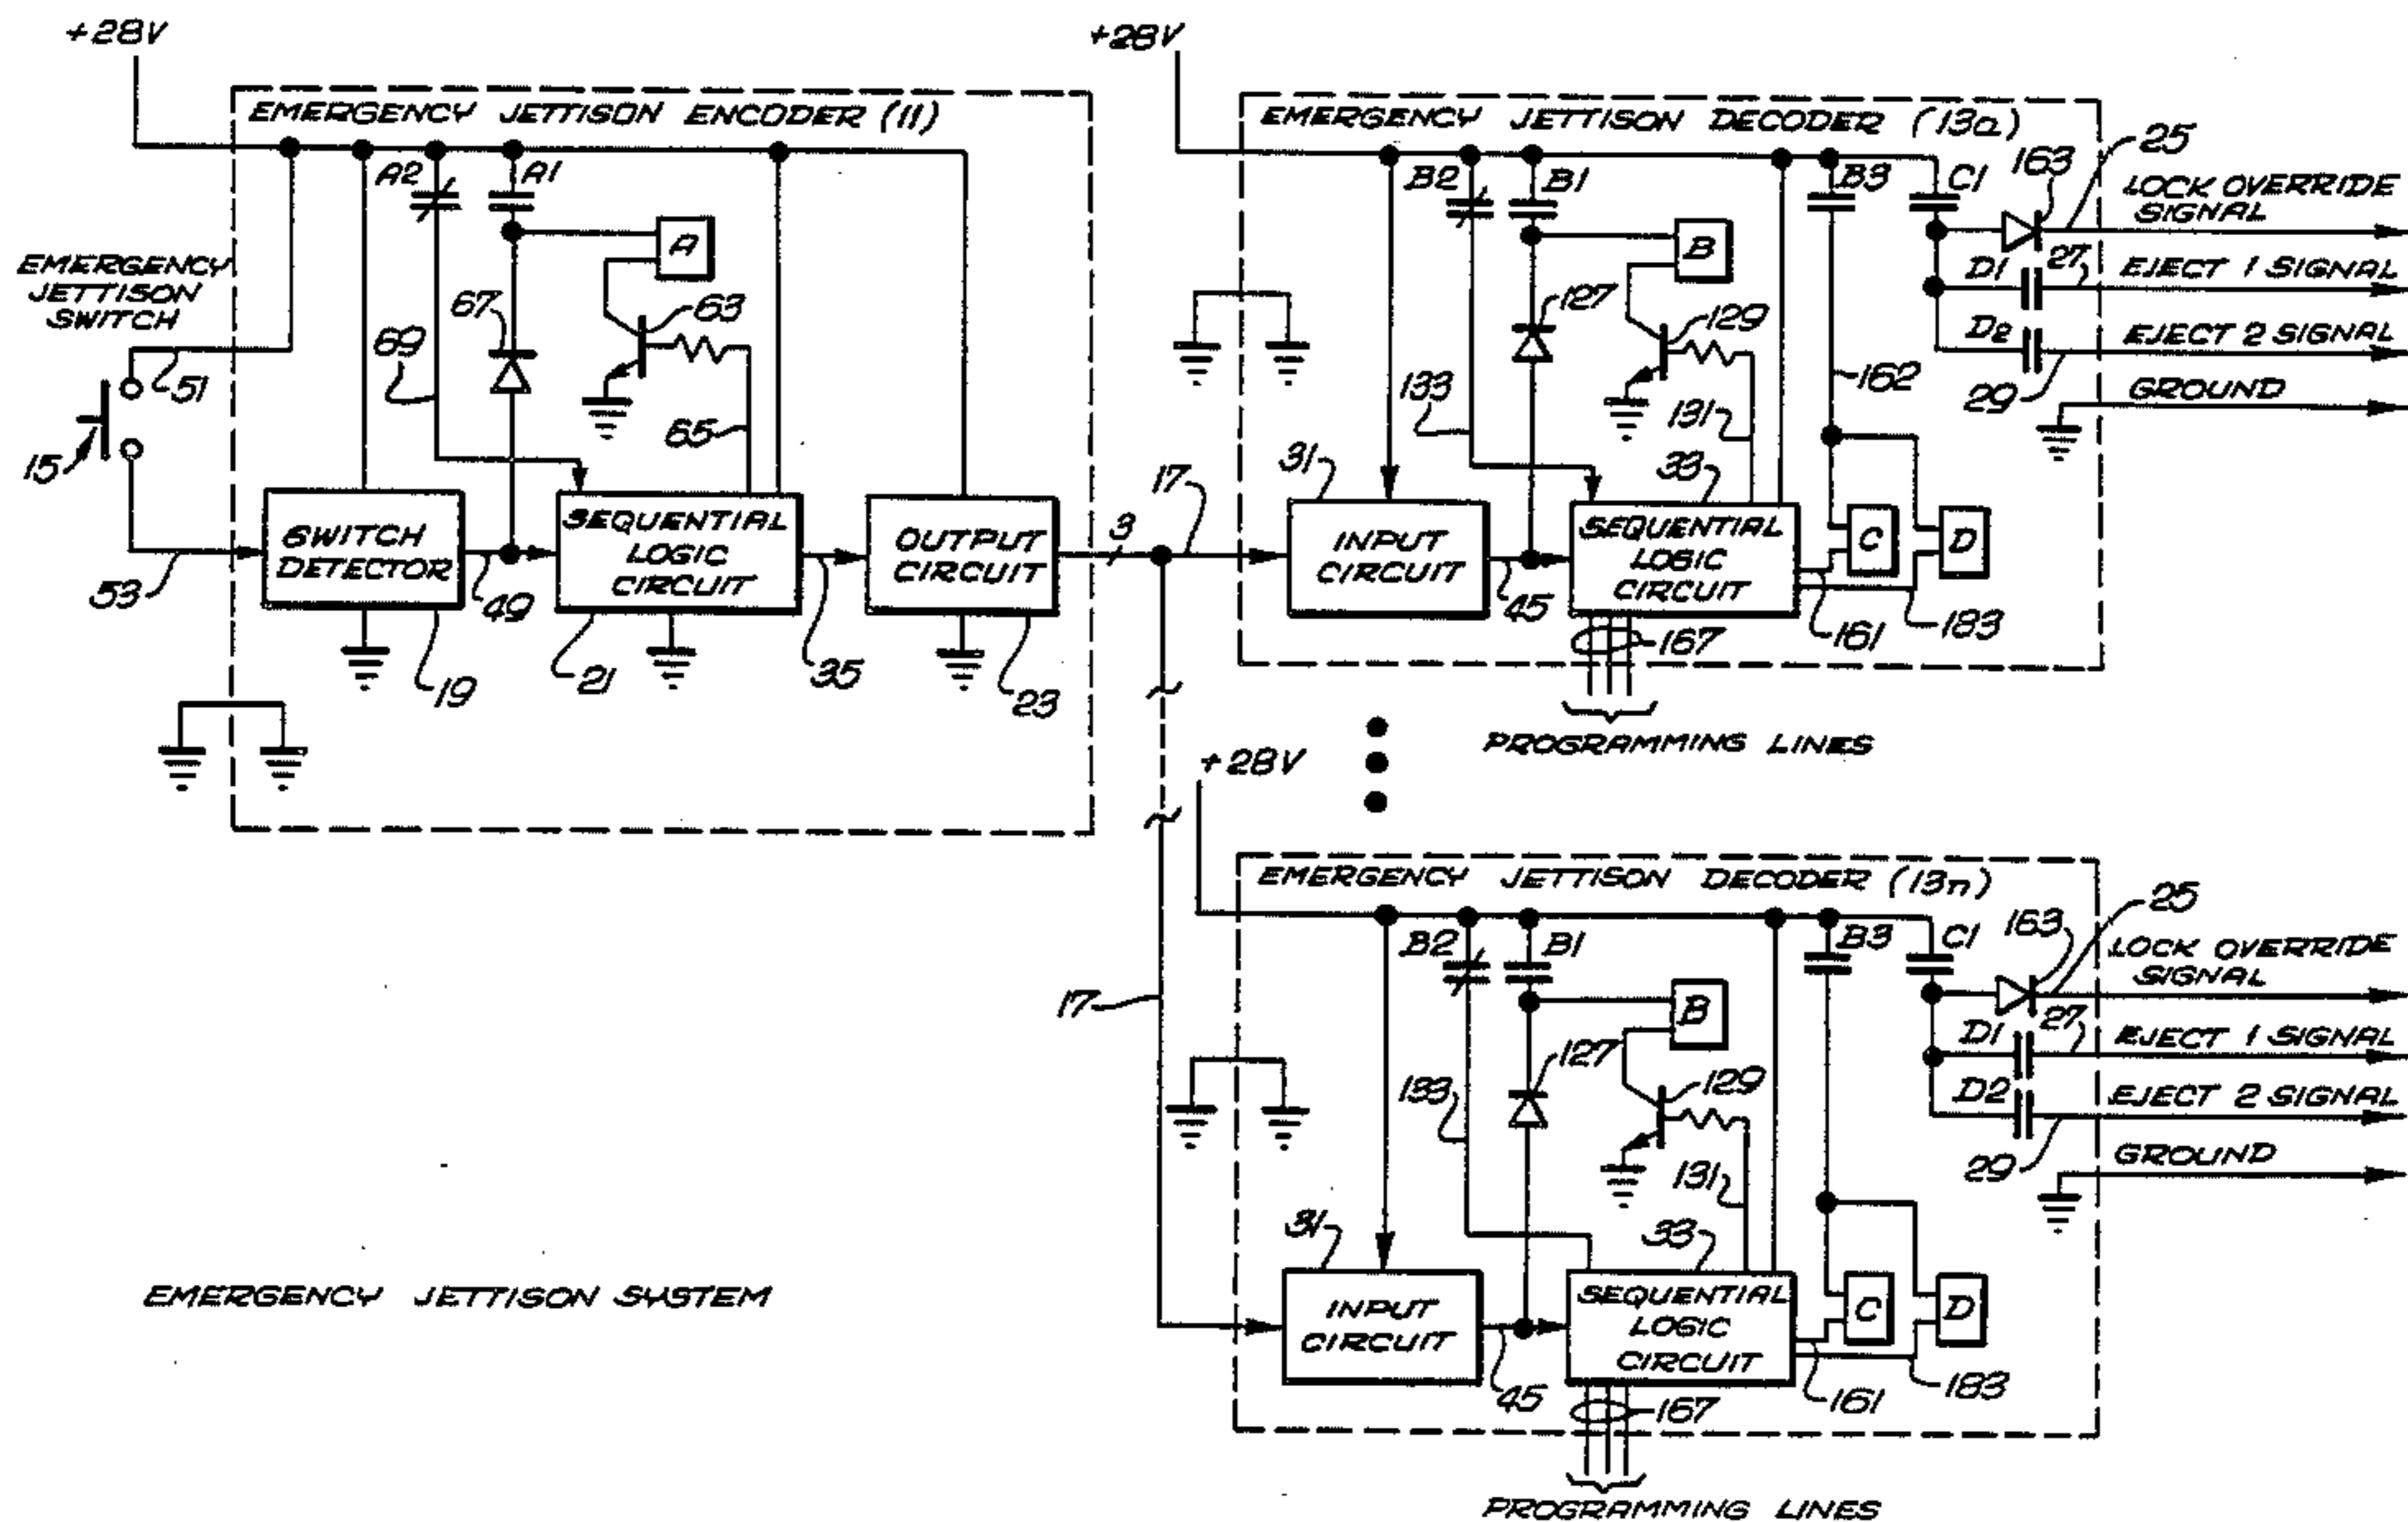 +28V
EMERGENCY JETTISON ENCODER (11)
A2
A1
A
EMERGENCY
JETTISON
SWITCH
67
63
69
51
65
15
SWITCH
DETECTOR
SEQUENTIAL
LOGIC
CIRCUIT
OUTPUT
CIRCUIT
3
17
53
49
35
19
21
23
+28V
EMERGENCY JETTISON DECODER (13a)
B2
B1
B3
C1
163
25
LOCK OVERRIDE
SIGNAL
B
D1
27
EJECT 1 SIGNAL
127
129
D2
EJECT 2 SIGNAL
133
162
29
GROUND
131
31
33
INPUT
CIRCUIT
SEQUENTIAL
LOGIC
CIRCUIT
C
D
45
167
161
183
PROGRAMMING LINES
+28V
EMERGENCY JETTISON DECODER (13n)
B2
B1
B3
C1
163
25
LOCK OVERRIDE
SIGNAL
17
B
D1
27
EJECT 1 SIGNAL
127
129
D2
EJECT 2 SIGNAL
133
29
GROUND
131
31
33
INPUT
CIRCUIT
SEQUENTIAL
LOGIC
CIRCUIT
C
D
45
167
161
183
PROGRAMMING LINES
EMERGENCY JETTISON SYSTEM